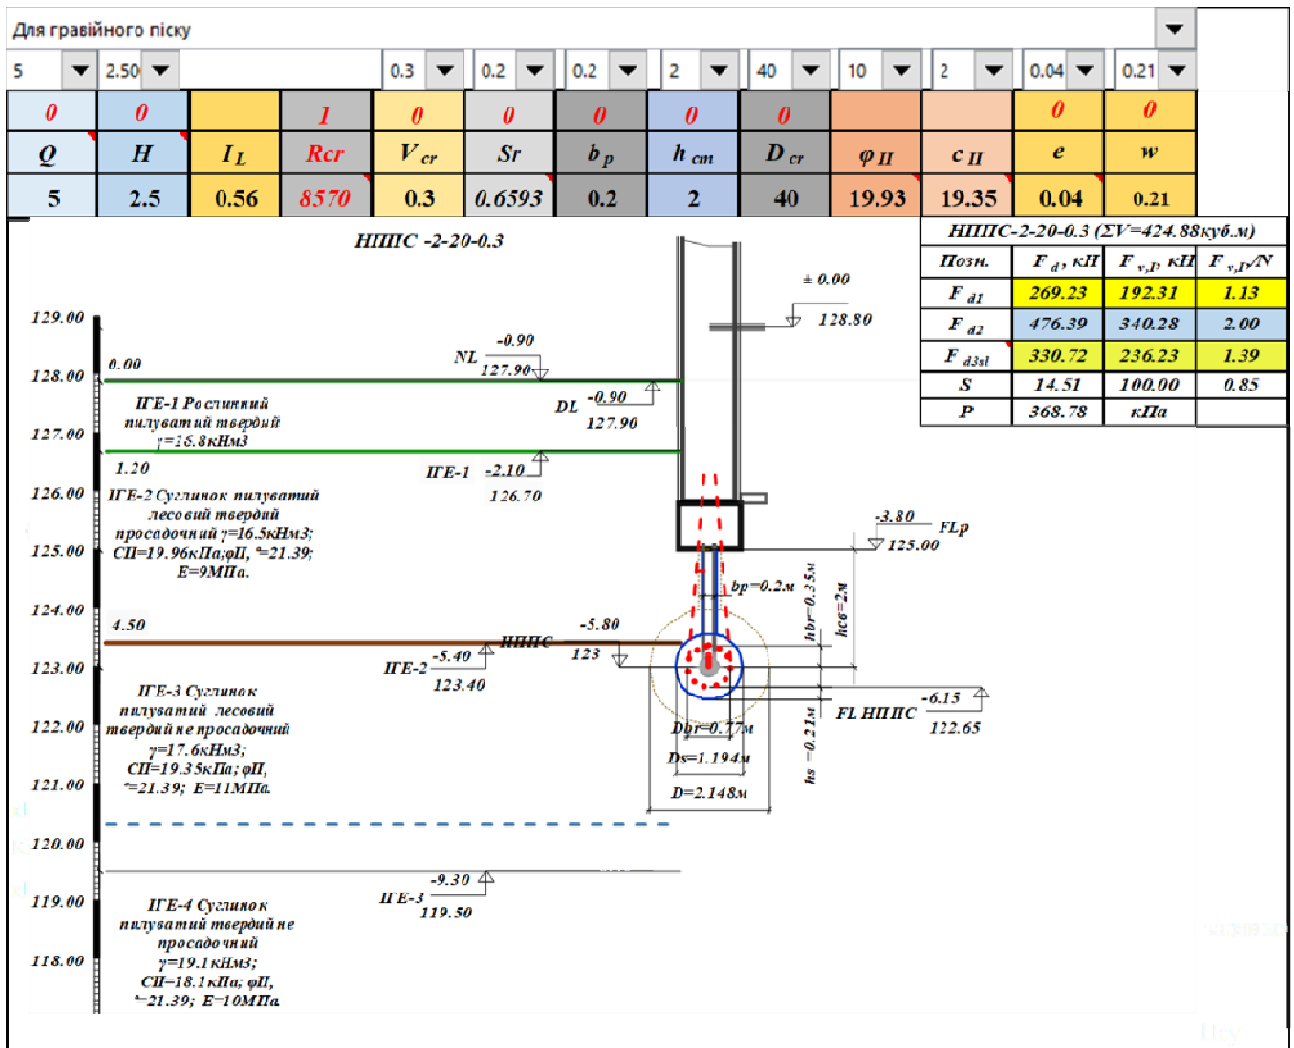 Для гравійного піску
5 2.50 0.3 0.2 0.2 2 40 10 2 0.04 0.21
0 0 1 0 0 0 0 0 0 0
Q H I L Rcr V cr Sr b p h cm D cr φ II c II e w
5 2.5 0.56 8570 0.3 0.6593 0.2 2 40 19.93 19.35 0.04 0.21
НППС -2-20-0.3
НППС-2-20-0.3 (ΣV=424.88куб.м)
Позн. F d, кН F v,P, кН F v,P/N
F d1 269.23 192.31 1.13
F d2 476.39 340.28 2.00
F d3sl 330.72 236.23 1.39
S 14.51 100.00 0.85
P 368.78 кПа
± 0.00
128.80
129.00
128.00
127.00
126.00
125.00
124.00
123.00
122.00
121.00
120.00
119.00
118.00
0.00
NL -0.90
127.90
DL -0.90
127.90
ІГЕ-1 Рослинний
пилуватий твердий
γ=16.8кНм3
1.20
ІГЕ-1 -2.10
126.70
ІГЕ-2 Суглинок пилуватий
лесовий твердий
просадочний γ=16.5кНм3;
СІІ=19.96кПа;φІІ, °=21.39;
Е=9МПа.
-3.80 FLp
125.00
bp=0.2м
hbr=0.35м
hсв=2м
4.50
НППС -5.80
123
ІГЕ-2 -5.40
123.40
ІГЕ-3 Суглинок
пилуватий лесовий
твердий не просадочний
γ=17.6кНм3;
СІІ=19.35кПа; φІІ,
°=21.39; Е=11МПа.
FL НППС -6.15
122.65
hs =0.21м
Dbr=0.77м
Ds=1.194м
D=2.148м
ІГЕ-3 -9.30
119.50
ІГЕ-4 Суглинок
пилуватий твердий не
просадочний
γ=19.1кНм3;
СІІ=18.1кПа; φІІ,
°=21.39; Е=10МПа.